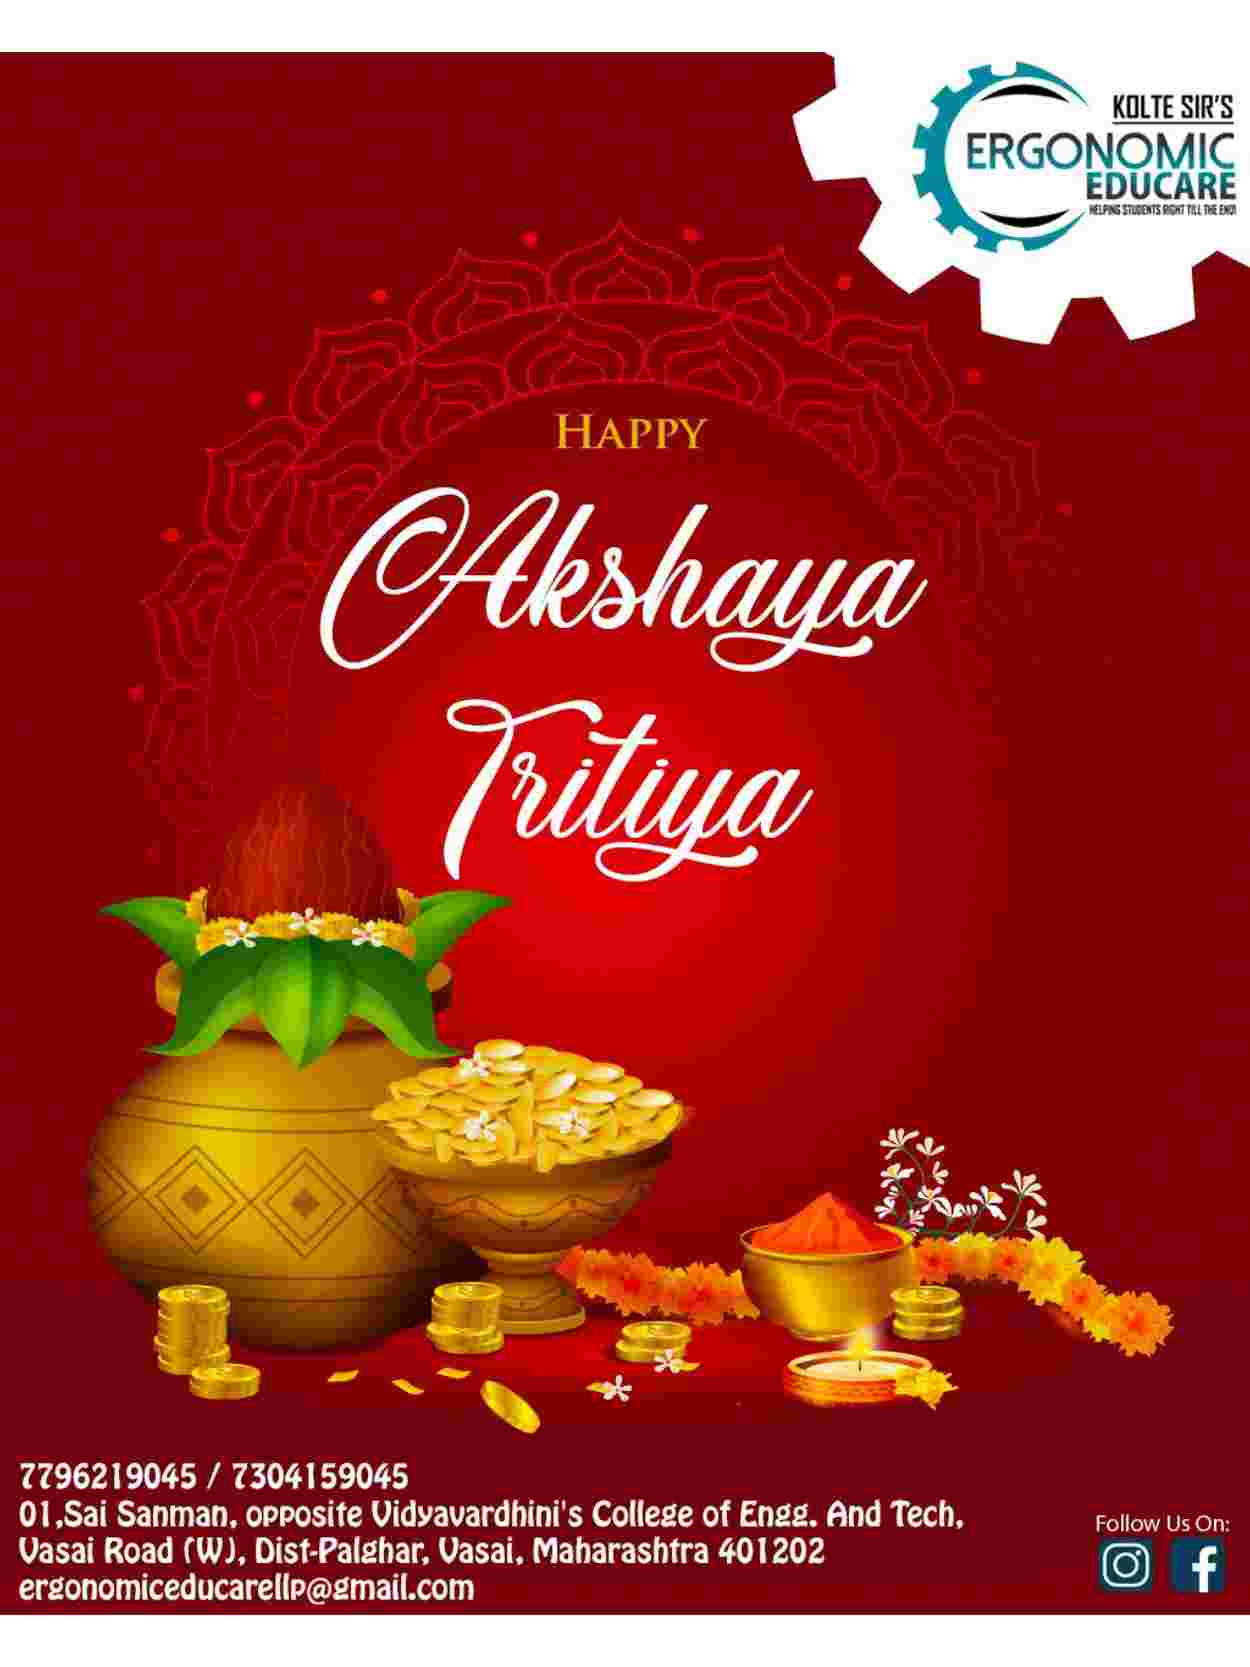 KOLTE SIR'S
ERGONOMIC
EDUCARE
HELPING STUDENTS RIGHT TILL THE END!
HAPPY
Akshaya
Tritiya
7796219045 / 7304159045
01,Sai Sanman, opposite Vidyavardhini's College of Engg. And Tech,
Vasai Road (W), Dist-Palghar, Vasai, Maharashtra 401202
ergonomiceducarellp@gmail.com
Follow Us On: